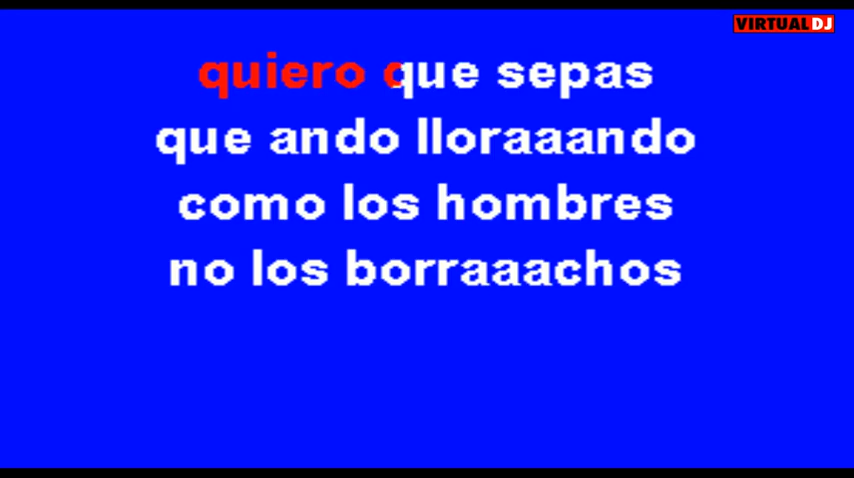 VIRTUALDJ
quiero que sepas
que ando lloraaando
como los hombres
no los borraaachos